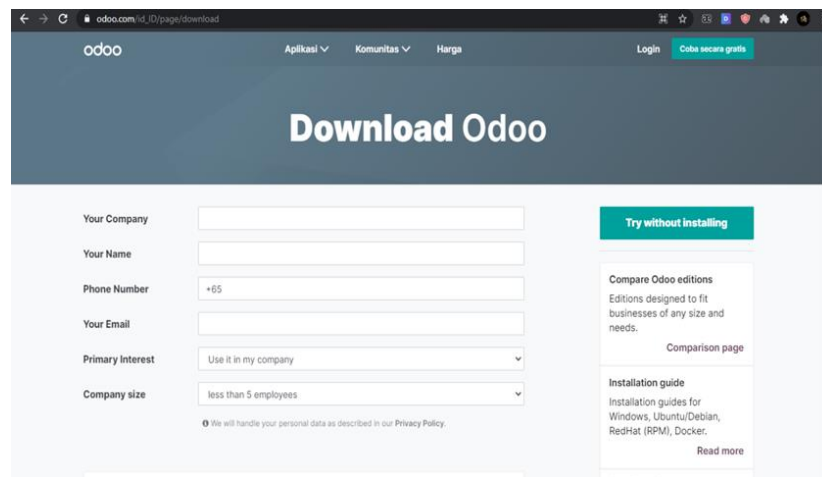 odoo.com/id_ID/page/download
odoo
Aplikasi
Komunitas
Harga
Login
Coba secara gratis
Download Odoo
Your Company
Your Name
Phone Number
+65
Your Email
Primary Interest
Use it in my company
Company size
less than 5 employees
We will handle your personal data as described in our Privacy Policy.
Try without installing
Compare Odoo editions
Editions designed to fit
businesses of any size and
needs.
Comparison page
Installation guide
Installation guides for
Windows, Ubuntu/Debian,
RedHat (RPM), Docker.
Read more